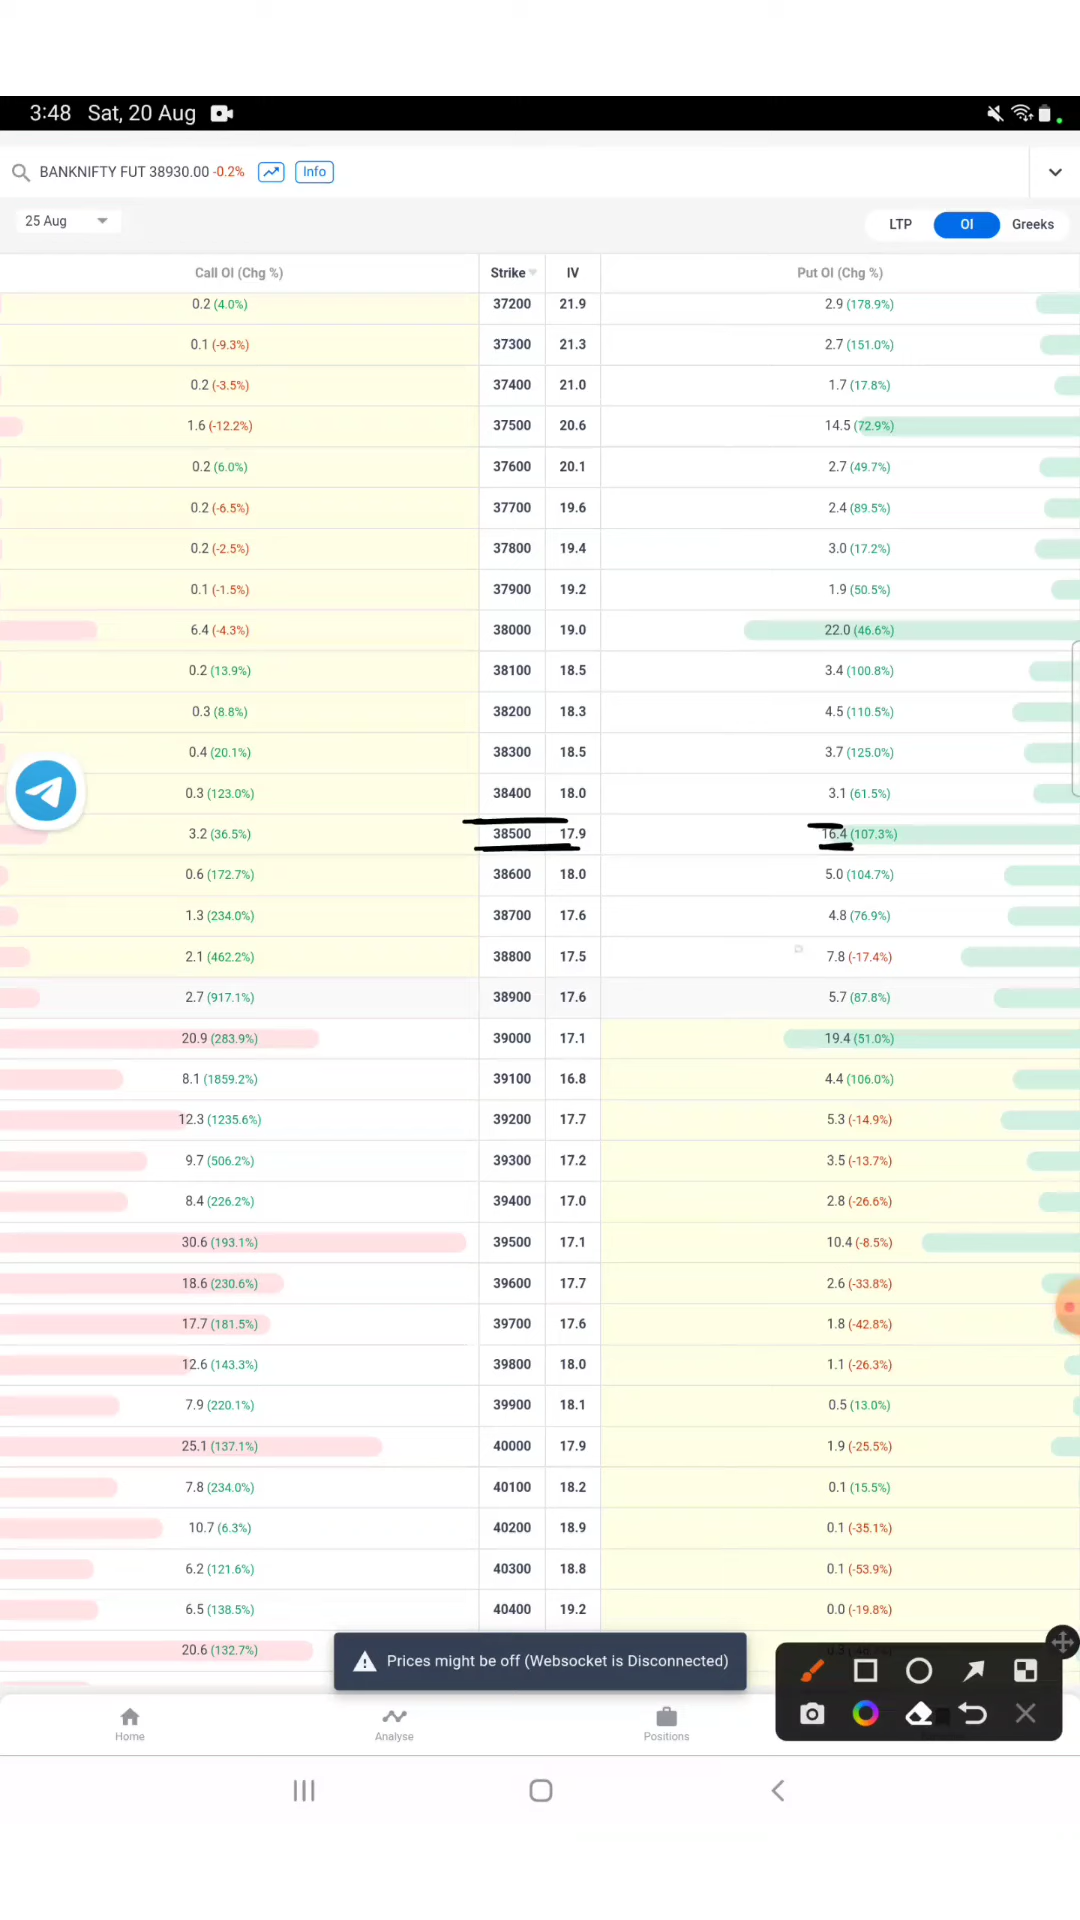 3:48 Sat, 20 Aug
BANKNIFTY FUT 38930.00 -0.2% Info
25 Aug LTP OI Greeks
Call OI (Chg %) Strike IV Put OI (Chg %)
0.2 (4.0%) 37200 21.9 2.9 (178.9%)
0.1 (-9.3%) 37300 21.3 2.7 (151.0%)
0.2 (-3.5%) 37400 21.0 1.7 (17.8%)
1.6 (-12.2%) 37500 20.6 14.5 (72.9%)
0.2 (6.0%) 37600 20.1 2.7 (49.7%)
0.2 (-6.5%) 37700 19.6 2.4 (89.5%)
0.2 (-2.5%) 37800 19.4 3.0 (17.2%)
0.1 (-1.5%) 37900 19.2 1.9 (50.5%)
6.4 (-4.3%) 38000 19.0 22.0 (46.6%)
0.2 (13.9%) 38100 18.5 3.4 (100.8%)
0.3 (8.8%) 38200 18.3 4.5 (110.5%)
0.4 (20.1%) 38300 18.5 3.7 (125.0%)
0.3 (123.0%) 38400 18.0 3.1 (61.5%)
3.2 (36.5%) 38500 17.9 16.4 (107.3%)
0.6 (172.7%) 38600 18.0 5.0 (104.7%)
1.3 (234.0%) 38700 17.6 4.8 (76.9%)
2.1 (462.2%) 38800 17.5 7.8 (-17.4%)
2.7 (917.1%) 38900 17.6 5.7 (87.8%)
20.9 (283.9%) 39000 17.1 19.4 (51.0%)
8.1 (1859.2%) 39100 16.8 4.4 (106.0%)
12.3 (1235.6%) 39200 17.7 5.3 (-14.9%)
9.7 (506.2%) 39300 17.2 3.5 (-13.7%)
8.4 (226.2%) 39400 17.0 2.8 (-26.6%)
30.6 (193.1%) 39500 17.1 10.4 (-8.5%)
18.6 (230.6%) 39600 17.7 2.6 (-33.8%)
17.7 (181.5%) 39700 17.6 1.8 (-42.8%)
12.6 (143.3%) 39800 18.0 1.1 (-26.3%)
7.9 (220.1%) 39900 18.1 0.5 (13.0%)
25.1 (137.1%) 40000 17.9 1.9 (-25.5%)
7.8 (234.0%) 40100 18.2 0.1 (15.5%)
10.7 (6.3%) 40200 18.9 0.1 (-35.1%)
6.2 (121.6%) 40300 18.8 0.1 (-53.9%)
6.5 (138.5%) 40400 19.2 0.0 (-19.8%)
20.6 (132.7%)
Prices might be off (Websocket is Disconnected)
Home Analyse Positions